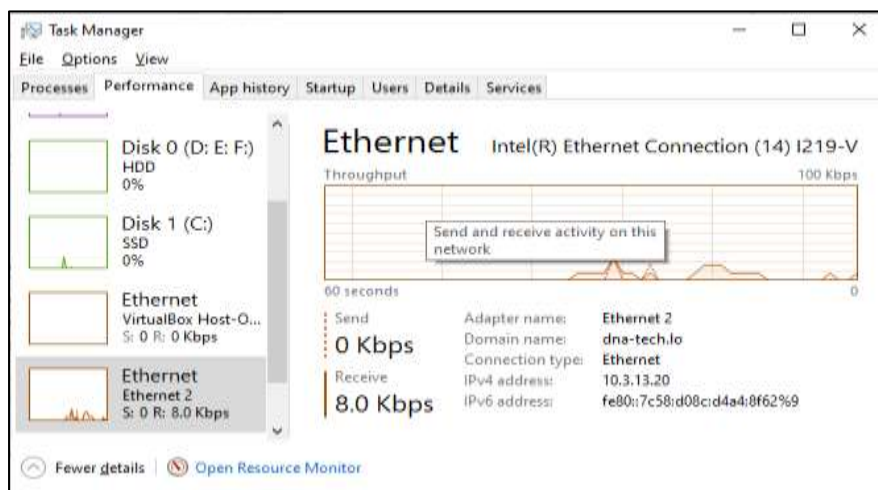 Task Manager
File Options View
Processes Performance App history Startup Users Details Services
Disk 0 (D: E: F:)
HDD
0%
Disk 1 (C:)
SSD
0%
Ethernet
VirtualBox Host-O...
S: 0 R: 0 Kbps
Ethernet
Ethernet 2
S: 0 R: 8.0 Kbps
Ethernet Intel(R) Ethernet Connection (14) I219-V
Throughput 100 Kbps
Send and receive activity on this
network
60 seconds 0
Send
0 Kbps
Receive
8.0 Kbps
Adapter name: Ethernet 2
Domain name: dna-tech.lo
Connection type: Ethernet
IPv4 address: 10.3.13.20
IPv6 address: fe80::7c58:d08c:d4a4:8f62%9
Fewer details Open Resource Monitor